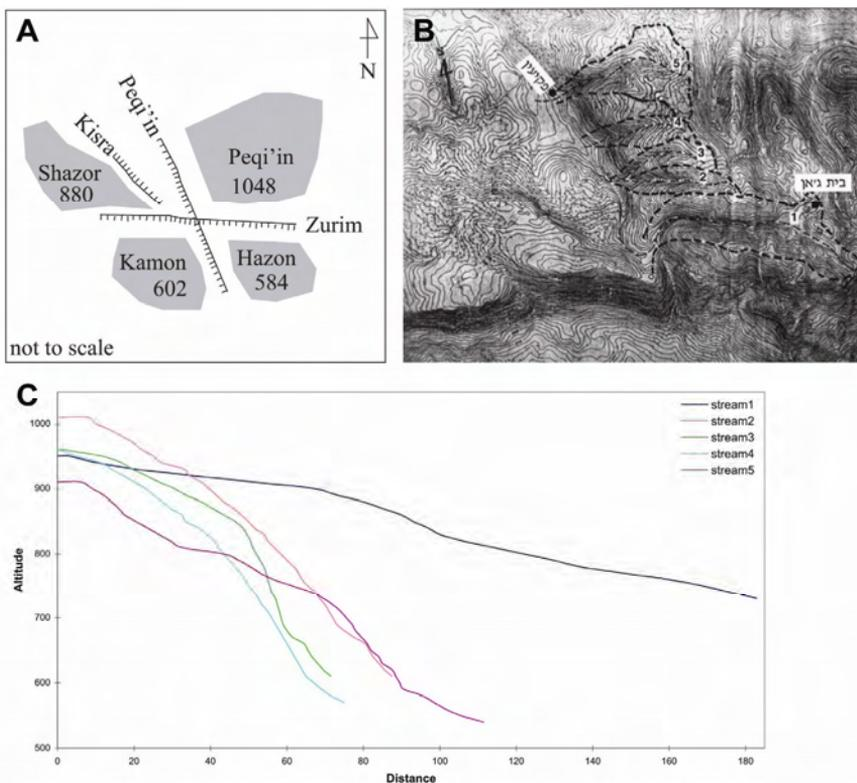 A
N
Kisra
Peqi'in
Shazor
880
Peqi'in
1048
Zurim
Kamon
602
Hazon
584
not to scale
B
פקיעין
5
4
3
2
בית ג'אן
1
C
stream1
stream2
stream3
stream4
stream5
Altitude
1000
900
800
700
600
500
0 20 40 60 80 100 120 140 160 180
Distance